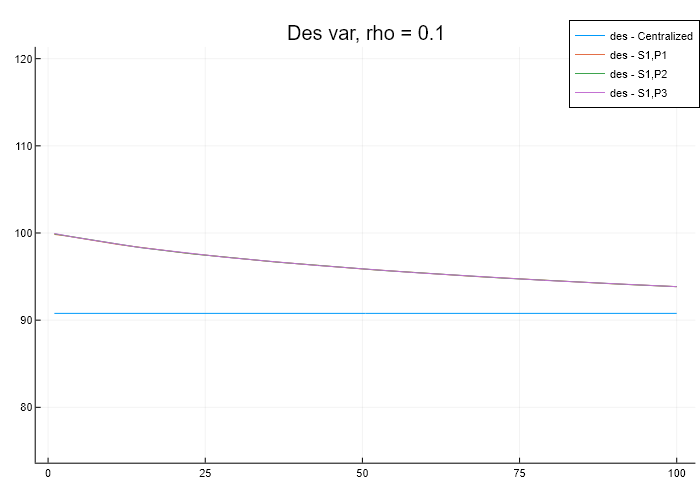 Des var, rho = 0.1
des - Centralized
des - S1,P1
des - S1,P2
des - S1,P3
120
110
100
90
80
0 25 50 75 100